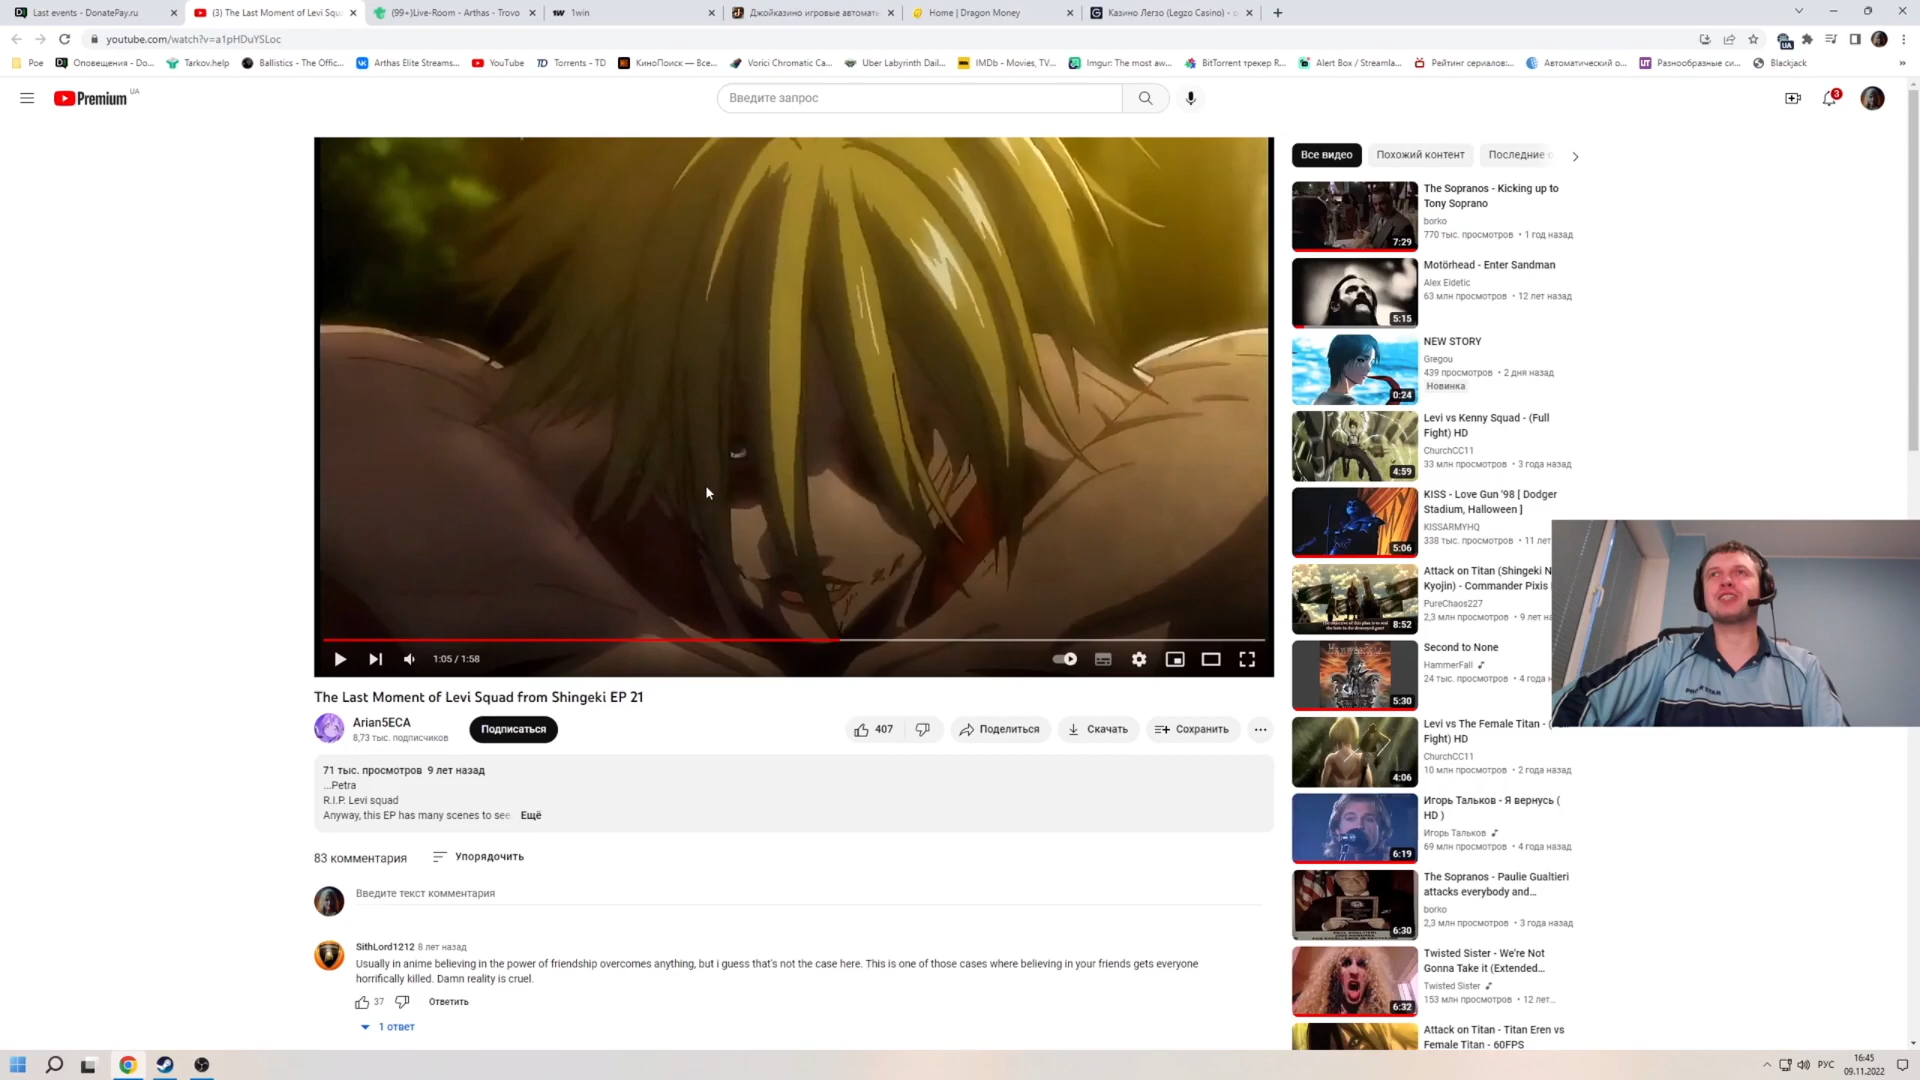 Last events - DonatePay.ru
(3) The Last Moment of Levi Squ
(99+)Live-Room - Arthas - Trovo
1win
Джойказино игровые автомать
Home | Dragon Money
Казино Легзо (Legzo Casino) - о
youtube.com/watch?v=a1pHDuYSLoc
UA
Poe
Оповещения - Do...
Tarkov.help
Ballistics - The Offic...
Arthas Elite Streams...
YouTube
Torrents - TD
КиноПоиск — Все...
Vorici Chromatic Ca...
Uber Labyrinth Dail...
IMDb - Movies, TV...
Imgur: The most aw...
BitTorrent трекер R...
Alert Box / Streamla...
Рейтинг сериалов:...
Автоматический о...
Разнообразные си...
Blackjack
Premium UA
Введите запрос
3
Все видео
Похожий контент
Последние
The Sopranos - Kicking up to
Tony Soprano
borko
770 тыс. просмотров • 1 год назад
7:29
Motörhead - Enter Sandman
Alex Eidetic
63 млн просмотров • 12 лет назад
5:15
NEW STORY
Gregou
439 просмотров • 2 дня назад
Новинка
0:24
Levi vs Kenny Squad - (Full
Fight) HD
ChurchCC11
33 млн просмотров • 3 года назад
4:59
KISS - Love Gun '98 [ Dodger
Stadium, Halloween ]
KISSARMYHQ
338 тыс. просмотров • 11 лет
5:06
Attack on Titan (Shingeki N
Kyojin) - Commander Pixis
PureChaos227
2,3 млн просмотров • 9 лет
8:52
Second to None
HammerFall
24 тыс. просмотров • 4 года
5:30
Levi vs The Female Titan - (
Fight) HD
ChurchCC11
10 млн просмотров • 2 года назад
4:06
Игорь Тальков - Я вернусь (
HD )
Игорь Тальков
69 млн просмотров • 4 года назад
6:19
The Sopranos - Paulie Gualtieri
attacks everybody and...
borko
2,3 млн просмотров • 3 года назад
6:30
Twisted Sister - We're Not
Gonna Take it (Extended...
Twisted Sister
153 млн просмотров • 12 лет...
6:32
Attack on Titan - Titan Eren vs
Female Titan - 60FPS
1:05 / 1:58
The Last Moment of Levi Squad from Shingeki EP 21
Arian5ECA
8,73 тыс. подписчиков
Подписаться
407
Поделиться
Скачать
Сохранить
71 тыс. просмотров 9 лет назад
...Petra
R.I.P. Levi squad
Anyway, this EP has many scenes to see Ещё
83 комментария
Упорядочить
Введите текст комментария
SithLord1212 8 лет назад
Usually in anime believing in the power of friendship overcomes anything, but i guess that's not the case here. This is one of those cases where believing in your friends gets everyone
horrifically killed. Damn reality is cruel.
37
Ответить
1 ответ
РУС
16:45
09.11.2022